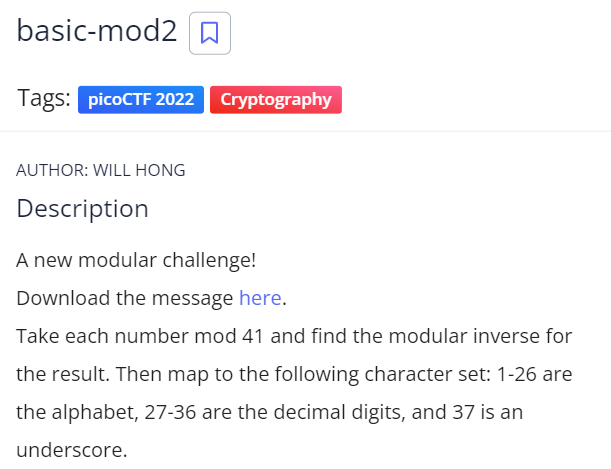 basic-mod2
Tags: picoCTF 2022 Cryptography
AUTHOR: WILL HONG
Description
A new modular challenge!
Download the message here.
Take each number mod 41 and find the modular inverse for
the result. Then map to the following character set: 1-26 are
the alphabet, 27-36 are the decimal digits, and 37 is an
underscore.